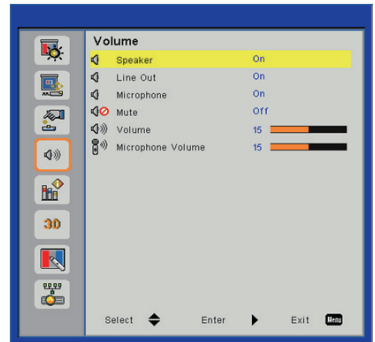 Volume
Speaker On
Line Out On
Microphone On
Mute Off
Volume 15
Microphone Volume 15
3D
Select Enter Exit Menu